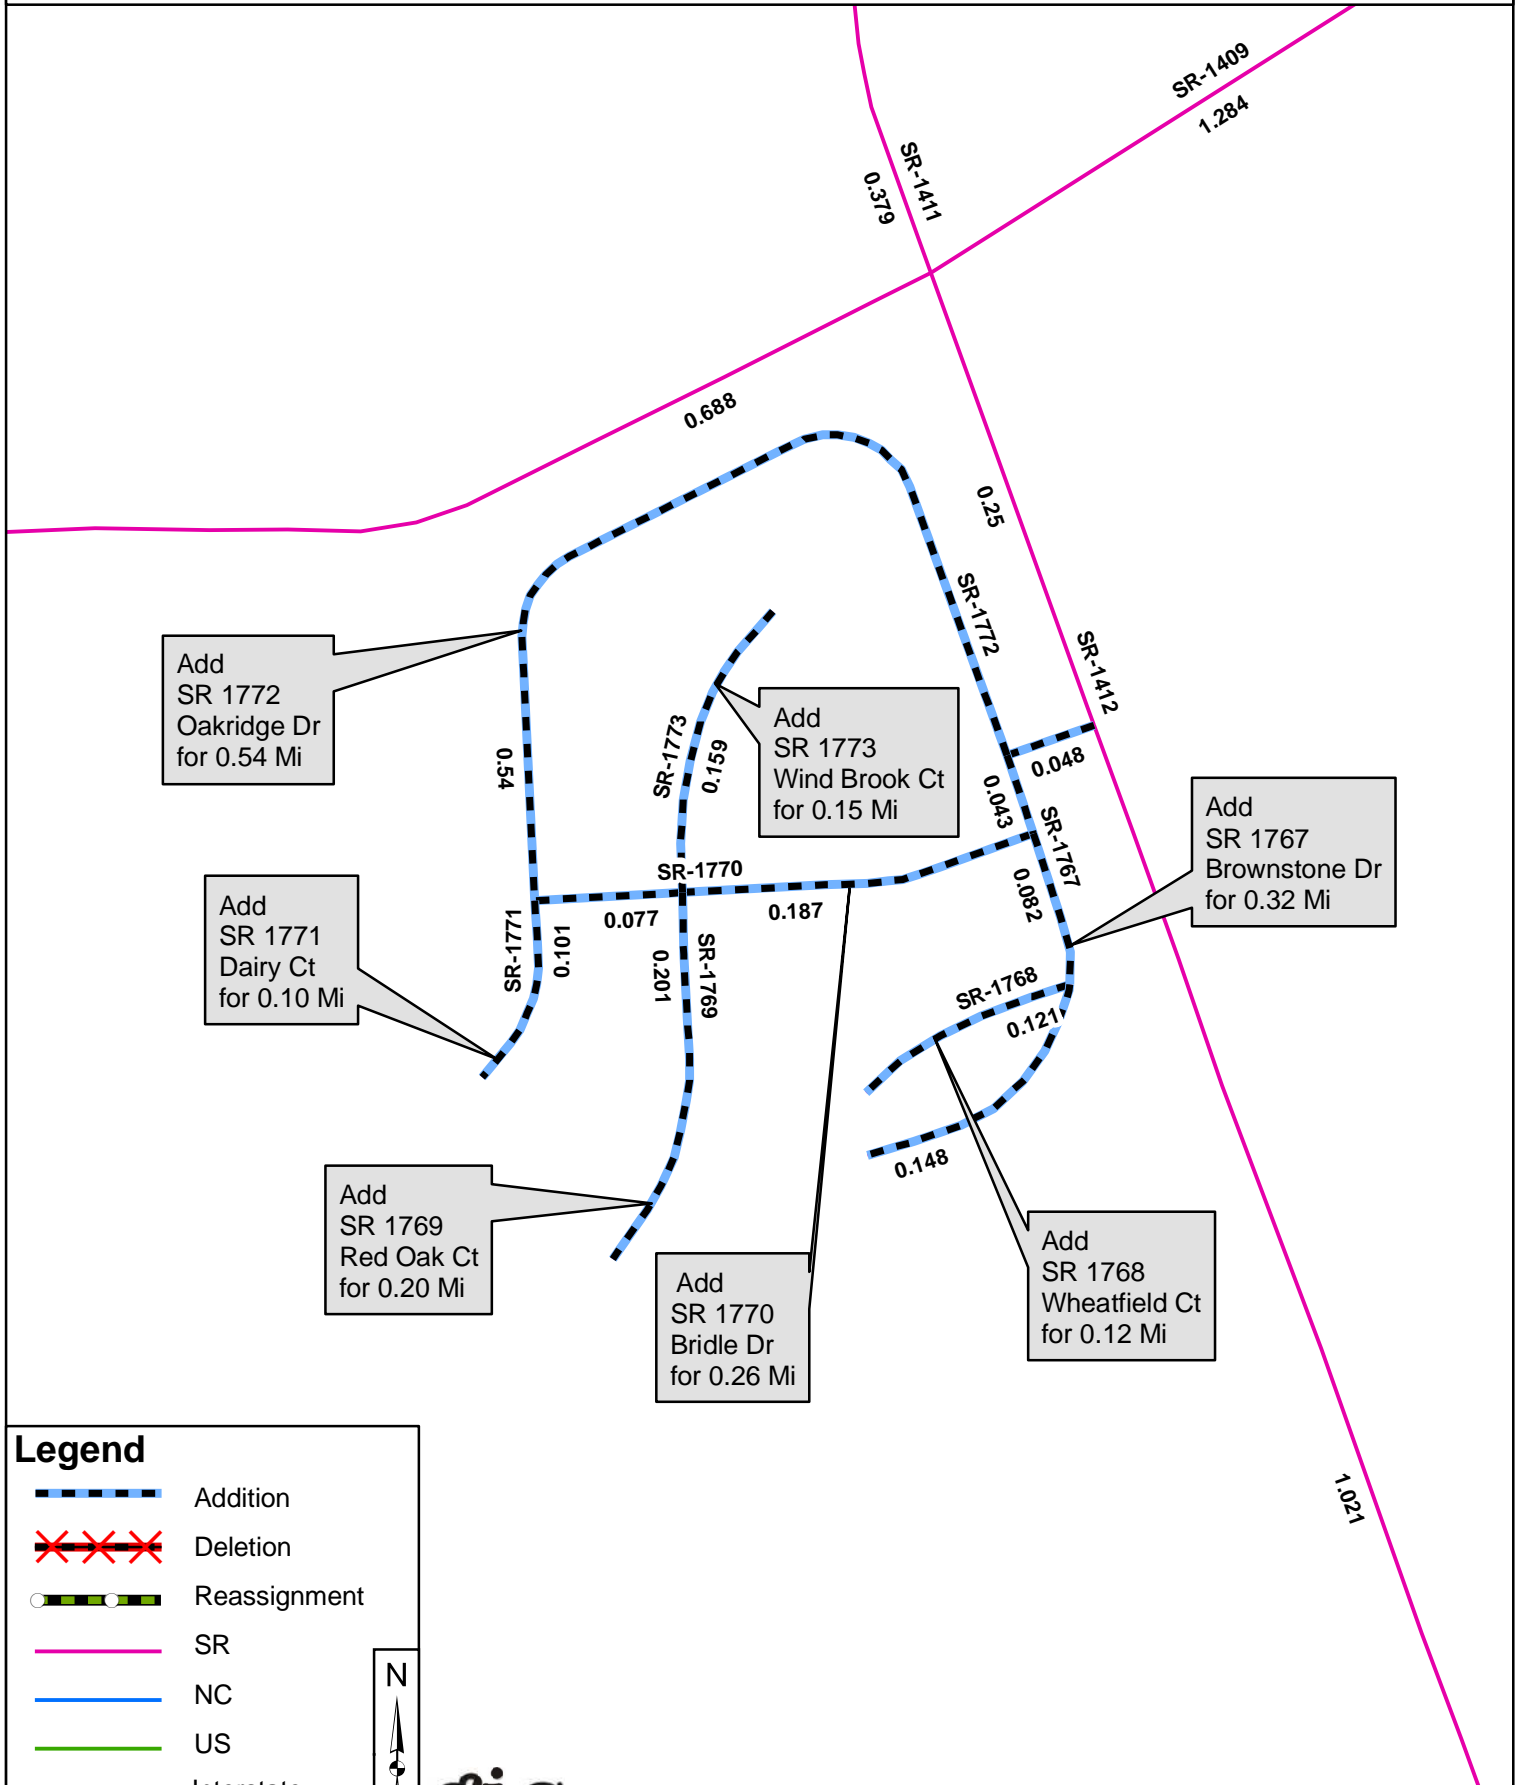 SR-1409
1.284
SR-1411
0.379
0.688
0.25
SR-1772
SR-1412
Add
SR 1772
Oakridge Dr
for 0.54 Mi
0.54
SR-1773
0.159
Add
SR 1773
Wind Brook Ct
for 0.15 Mi
0.048
0.043
SR-1767
0.082
Add
SR 1767
Brownstone Dr
for 0.32 Mi
SR-1770
0.077
0.187
Add
SR 1771
Dairy Ct
for 0.10 Mi
SR-1771
0.101
0.201
SR-1769
SR-1768
0.121
0.148
Add
SR 1769
Red Oak Ct
for 0.20 Mi
Add
SR 1770
Bridle Dr
for 0.26 Mi
Add
SR 1768
Wheatfield Ct
for 0.12 Mi
1.021
Legend
Addition
Deletion
Reassignment
SR
NC
US
Interstate
N